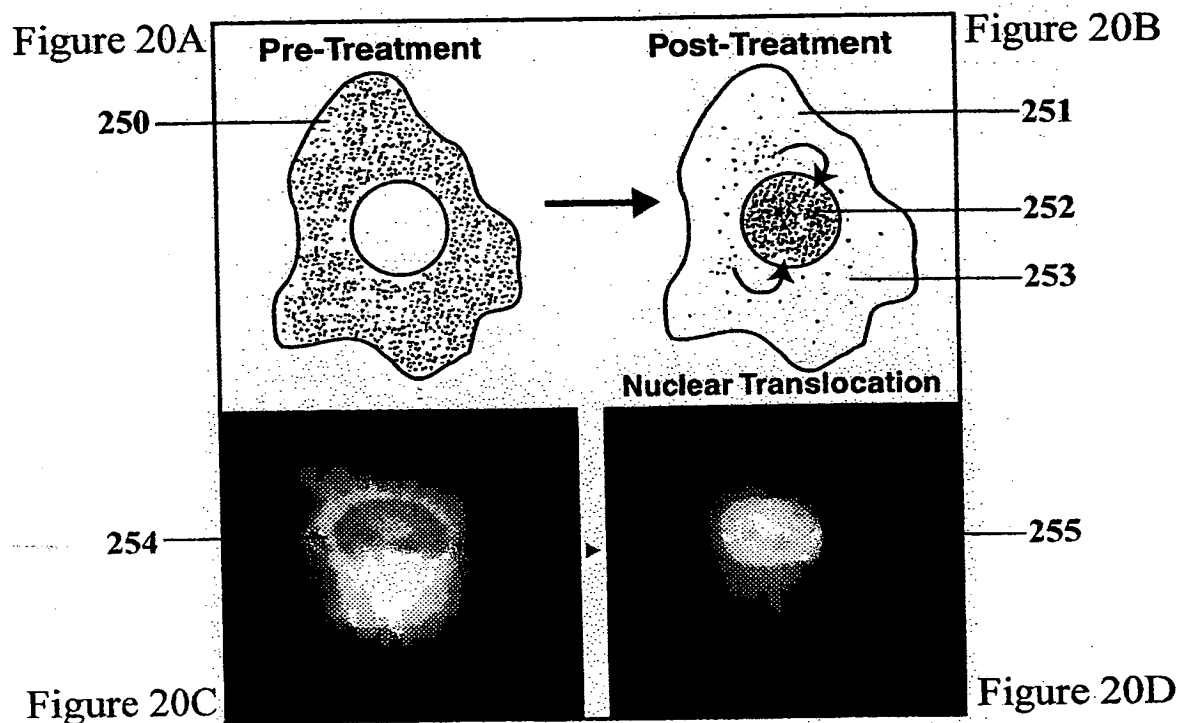 Figure 20A
Pre-Treatment
Post-Treatment
Figure 20B
250
251
252
253
Nuclear Translocation
254
255
Figure 20C
Figure 20D